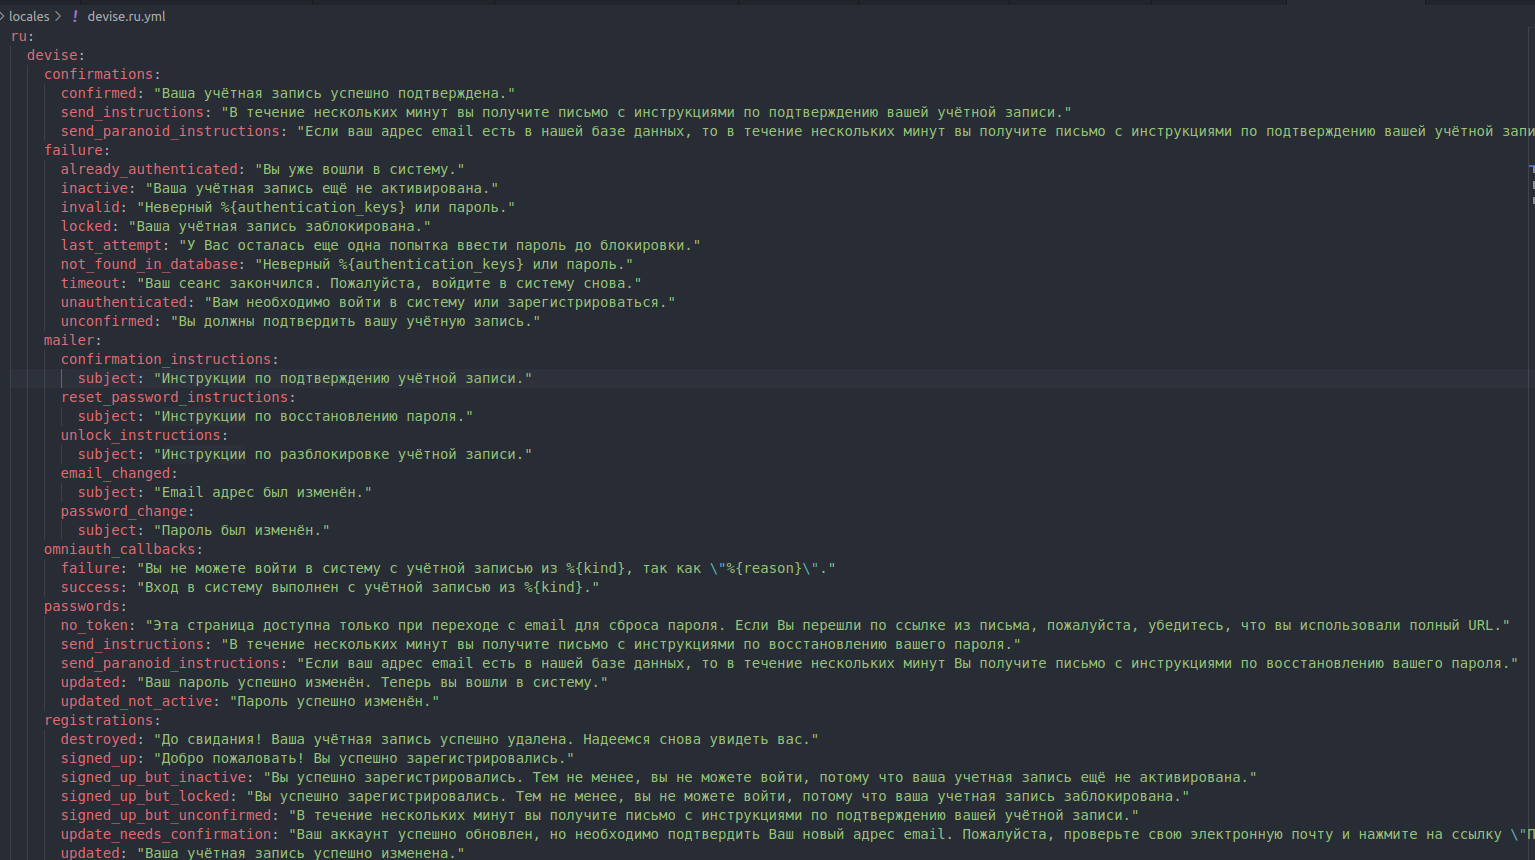 locales > ! devise.ru.yml
ru:
devise:
confirmations:
confirmed: "Ваша учётная запись успешно подтверждена."
send_instructions: "В течение нескольких минут вы получите письмо с инструкциями по подтверждению вашей учётной записи."
send_paranoid_instructions: "Если ваш адрес email есть в нашей базе данных, то в течение нескольких минут вы получите письмо с инструкциями по подтверждению вашей учётной запи
failure:
already_authenticated: "Вы уже вошли в систему."
inactive: "Ваша учётная запись ещё не активирована."
invalid: "Неверный %{authentication_keys} или пароль."
locked: "Ваша учётная запись заблокирована."
last_attempt: "У Вас осталась еще одна попытка ввести пароль до блокировки."
not_found_in_database: "Неверный %{authentication_keys} или пароль."
timeout: "Ваш сеанс закончился. Пожалуйста, войдите в систему снова."
unauthenticated: "Вам необходимо войти в систему или зарегистрироваться."
unconfirmed: "Вы должны подтвердить вашу учётную запись."
mailer:
confirmation_instructions:
subject: "Инструкции по подтверждению учётной записи."
reset_password_instructions:
subject: "Инструкции по восстановлению пароля."
unlock_instructions:
subject: "Инструкции по разблокировке учётной записи."
email_changed:
subject: "Email адрес был изменён."
password_change:
subject: "Пароль был изменён."
omniauth_callbacks:
failure: "Вы не можете войти в систему с учётной записью из %{kind}, так как \"%{reason}\"."
success: "Вход в систему выполнен с учётной записью из %{kind}."
passwords:
no_token: "Эта страница доступна только при переходе с email для сброса пароля. Если Вы перешли по ссылке из письма, пожалуйста, убедитесь, что вы использовали полный URL."
send_instructions: "В течение нескольких минут вы получите письмо с инструкциями по восстановлению вашего пароля."
send_paranoid_instructions: "Если ваш адрес email есть в нашей базе данных, то в течение нескольких минут Вы получите письмо с инструкциями по восстановлению вашего пароля."
updated: "Ваш пароль успешно изменён. Теперь вы вошли в систему."
updated_not_active: "Пароль успешно изменён."
registrations:
destroyed: "До свидания! Ваша учётная запись успешно удалена. Надеемся снова увидеть вас."
signed_up: "Добро пожаловать! Вы успешно зарегистрировались."
signed_up_but_inactive: "Вы успешно зарегистрировались. Тем не менее, вы не можете войти, потому что ваша учетная запись ещё не активирована."
signed_up_but_locked: "Вы успешно зарегистрировались. Тем не менее, вы не можете войти, потому что ваша учетная запись заблокирована."
signed_up_but_unconfirmed: "В течение нескольких минут вы получите письмо с инструкциями по подтверждению вашей учётной записи."
update_needs_confirmation: "Ваш аккаунт успешно обновлен, но необходимо подтвердить Ваш новый адрес email. Пожалуйста, проверьте свою электронную почту и нажмите на ссылку \"П
updated: "Ваша учётная запись успешно изменена."